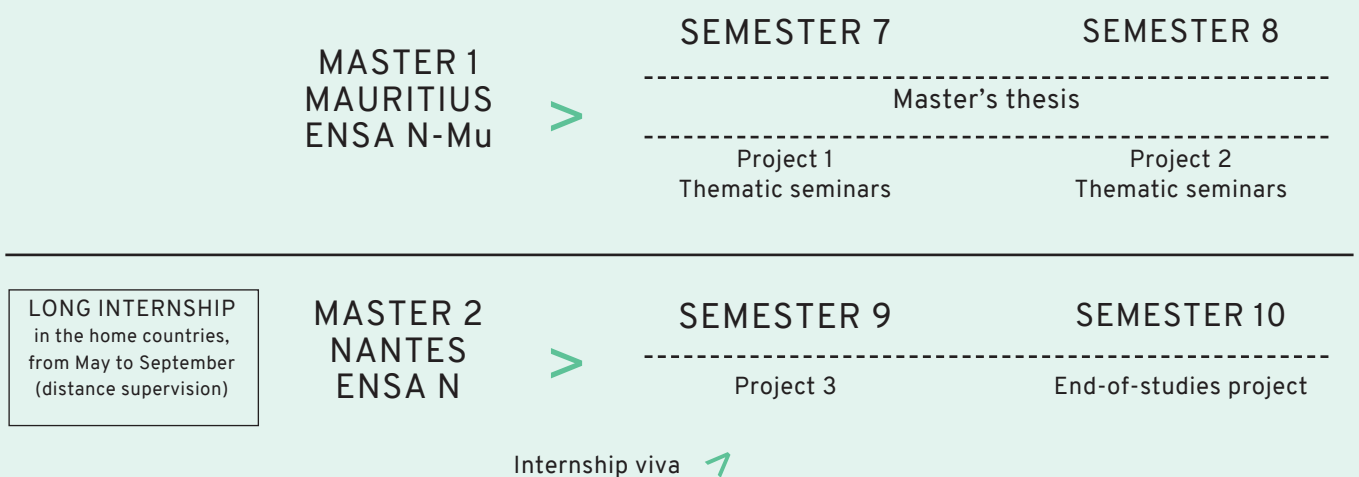 MASTER 1
MAURITIUS
ENSA N-Mu
>
SEMESTER 7
SEMESTER 8
Master's thesis
Project 1
Thematic seminars
Project 2
Thematic seminars
LONG INTERNSHIP
in the home countries,
from May to September
(distance supervision)
MASTER 2
NANTES
ENSA N
>
SEMESTER 9
SEMESTER 10
Project 3
End-of-studies project
Internship viva >